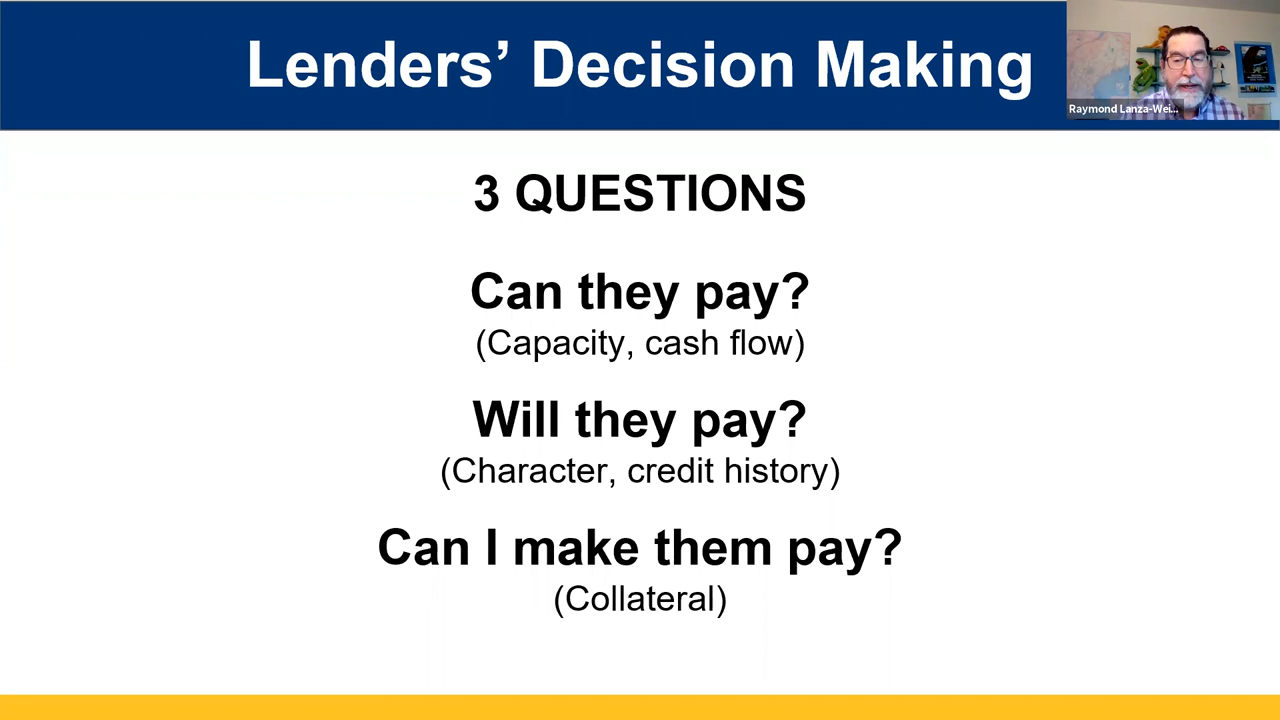 Lenders’ Decision Making
Raymond Lanza-Wei...
3 QUESTIONS
Can they pay?
(Capacity, cash flow)
Will they pay?
(Character, credit history)
Can I make them pay?
(Collateral)